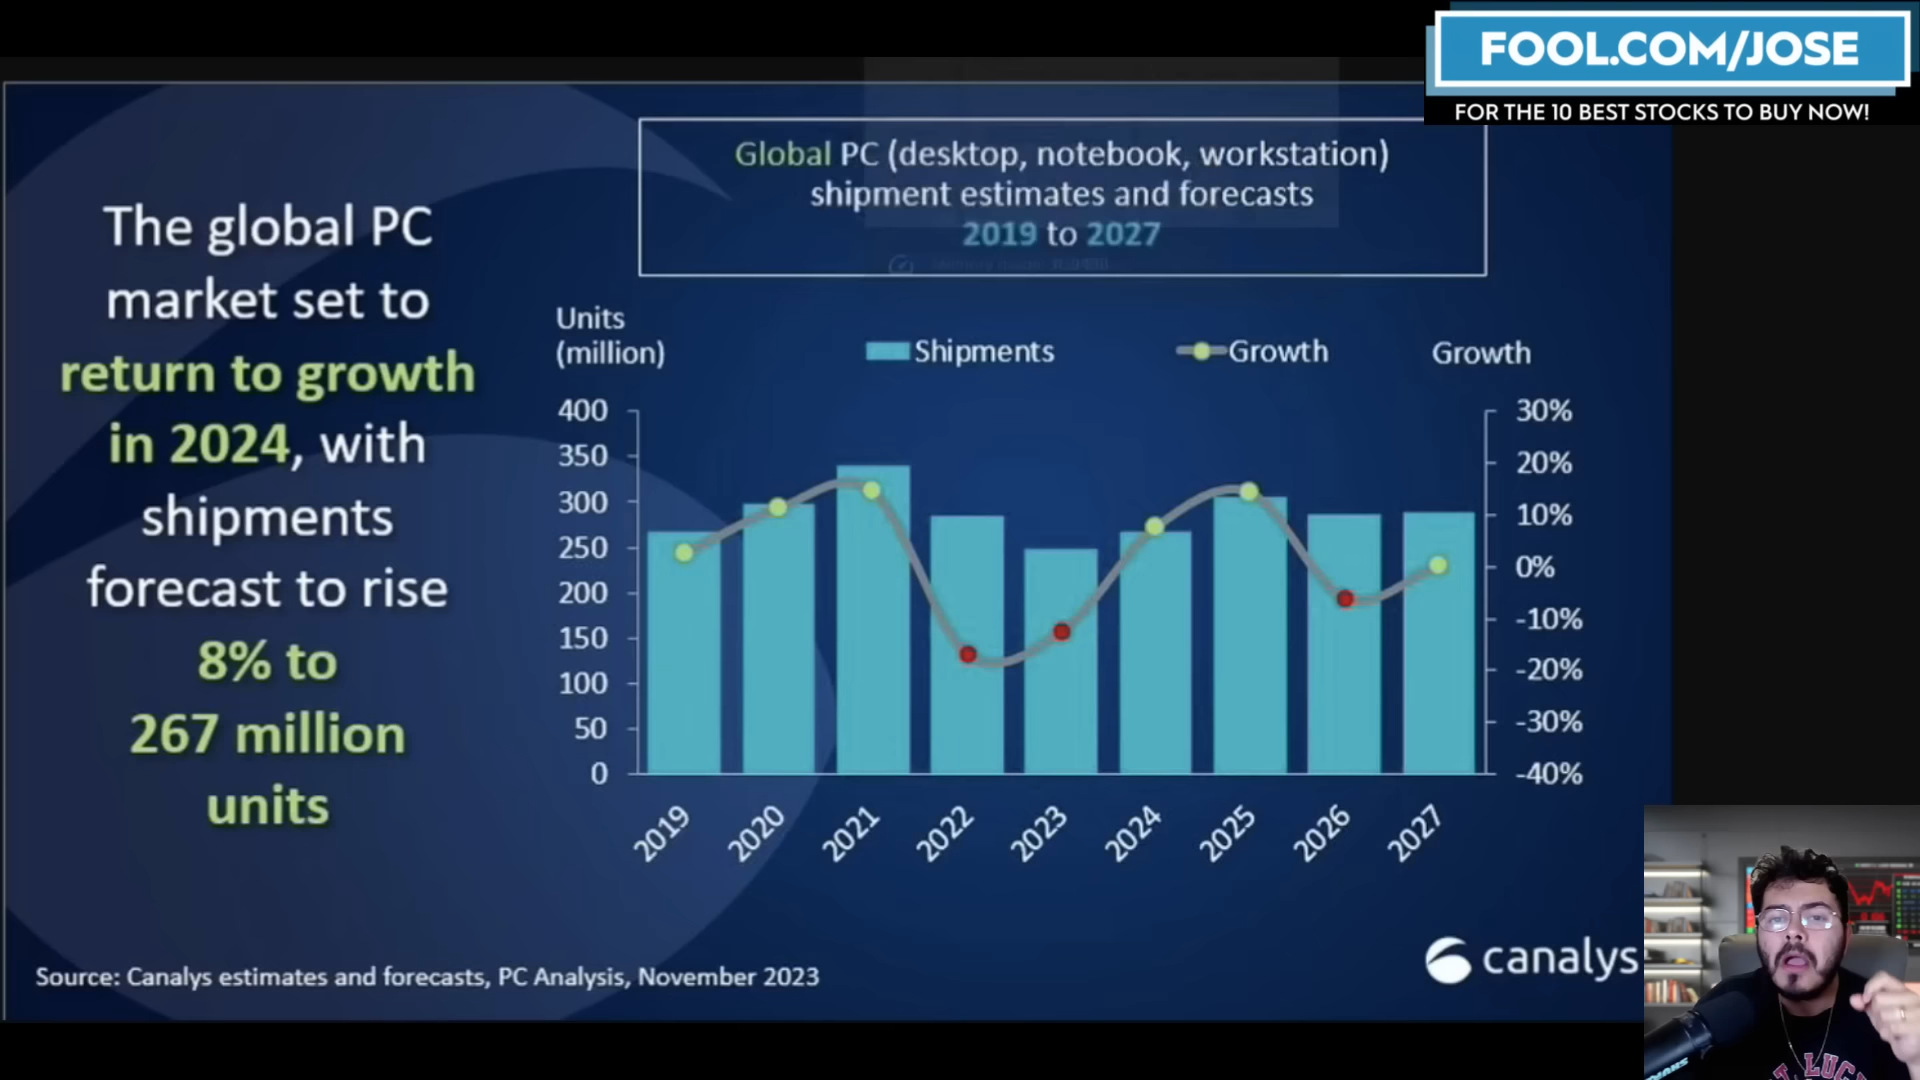 FOOL.COM/JOSE
FOR THE 10 BEST STOCKS TO BUY NOW!
Global PC (desktop, notebook, workstation)
shipment estimates and forecasts
2019 to 2027
The global PC
market set to
return to growth
in 2024, with
shipments
forecast to rise
8% to
267 million
units
Units
(million)
Shipments
Growth
Growth
400
350
300
250
200
150
100
50
0
30%
20%
10%
0%
-10%
-20%
-30%
-40%
2019
2020
2021
2022
2023
2024
2025
2026
2027
Source: Canalys estimates and forecasts, PC Analysis, November 2023
canalys